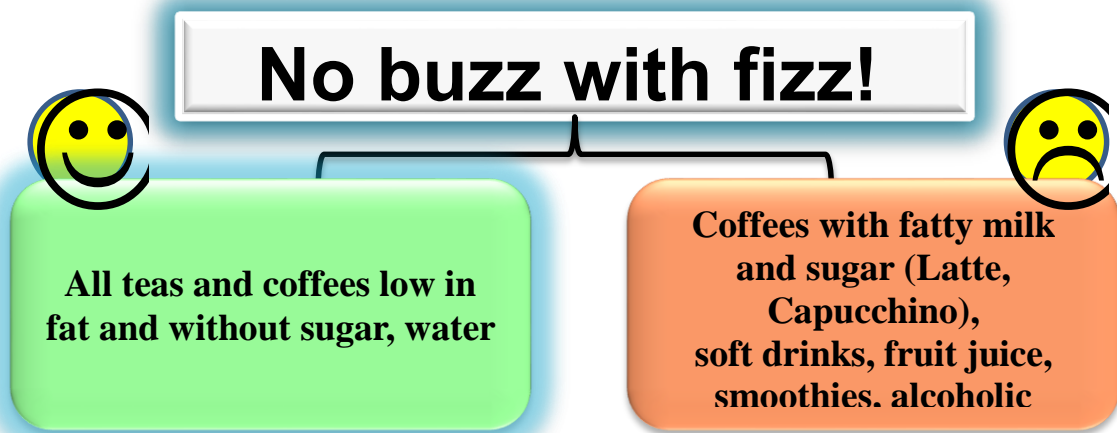 No buzz with fizz!
All teas and coffees low in
fat and without sugar, water
Coffees with fatty milk
and sugar (Latte,
Capucchino),
soft drinks, fruit juice,
smoothies, alcoholic